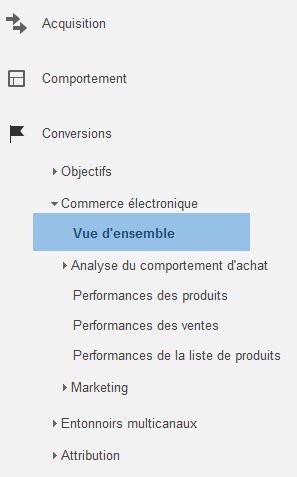 Acquisition
Comportement
Conversions
Objectifs
Commerce électronique
Vue d'ensemble
Analyse du comportement d'achat
Performances des produits
Performances des ventes
Performances de la liste de produits
Marketing
Entonnoirs multicanaux
Attribution